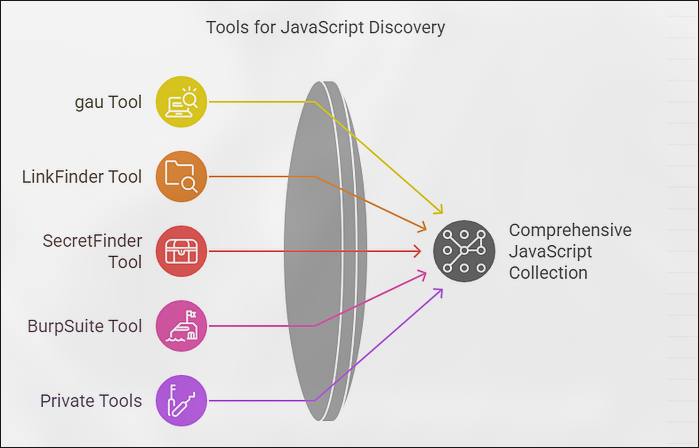 Tools for JavaScript Discovery
gau Tool
LinkFinder Tool
SecretFinder
Tool
BurpSuite Tool
Private Tools
Comprehensive
JavaScript
Collection